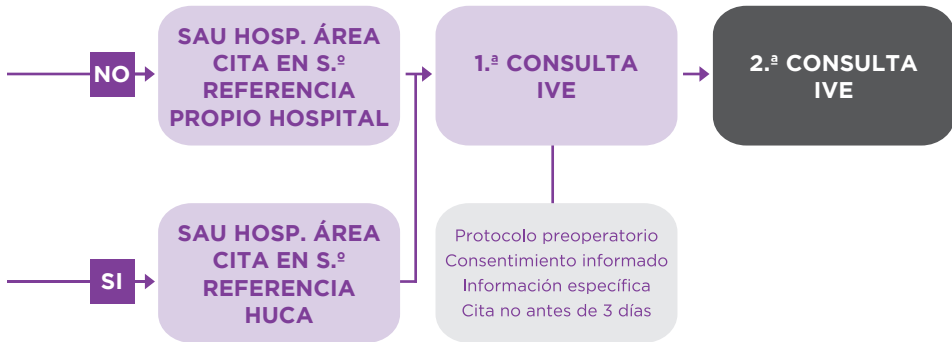 NO
SAU HOSP. ÁREA
CITA EN S.º
REFERENCIA
PROPIO HOSPITAL
1.ª CONSULTA
IVE
2.ª CONSULTA
IVE
SI
SAU HOSP. ÁREA
CITA EN S.º
REFERENCIA
HUCA
Protocolo preoperatorio
Consentimiento informado
Información específica
Cita no antes de 3 días